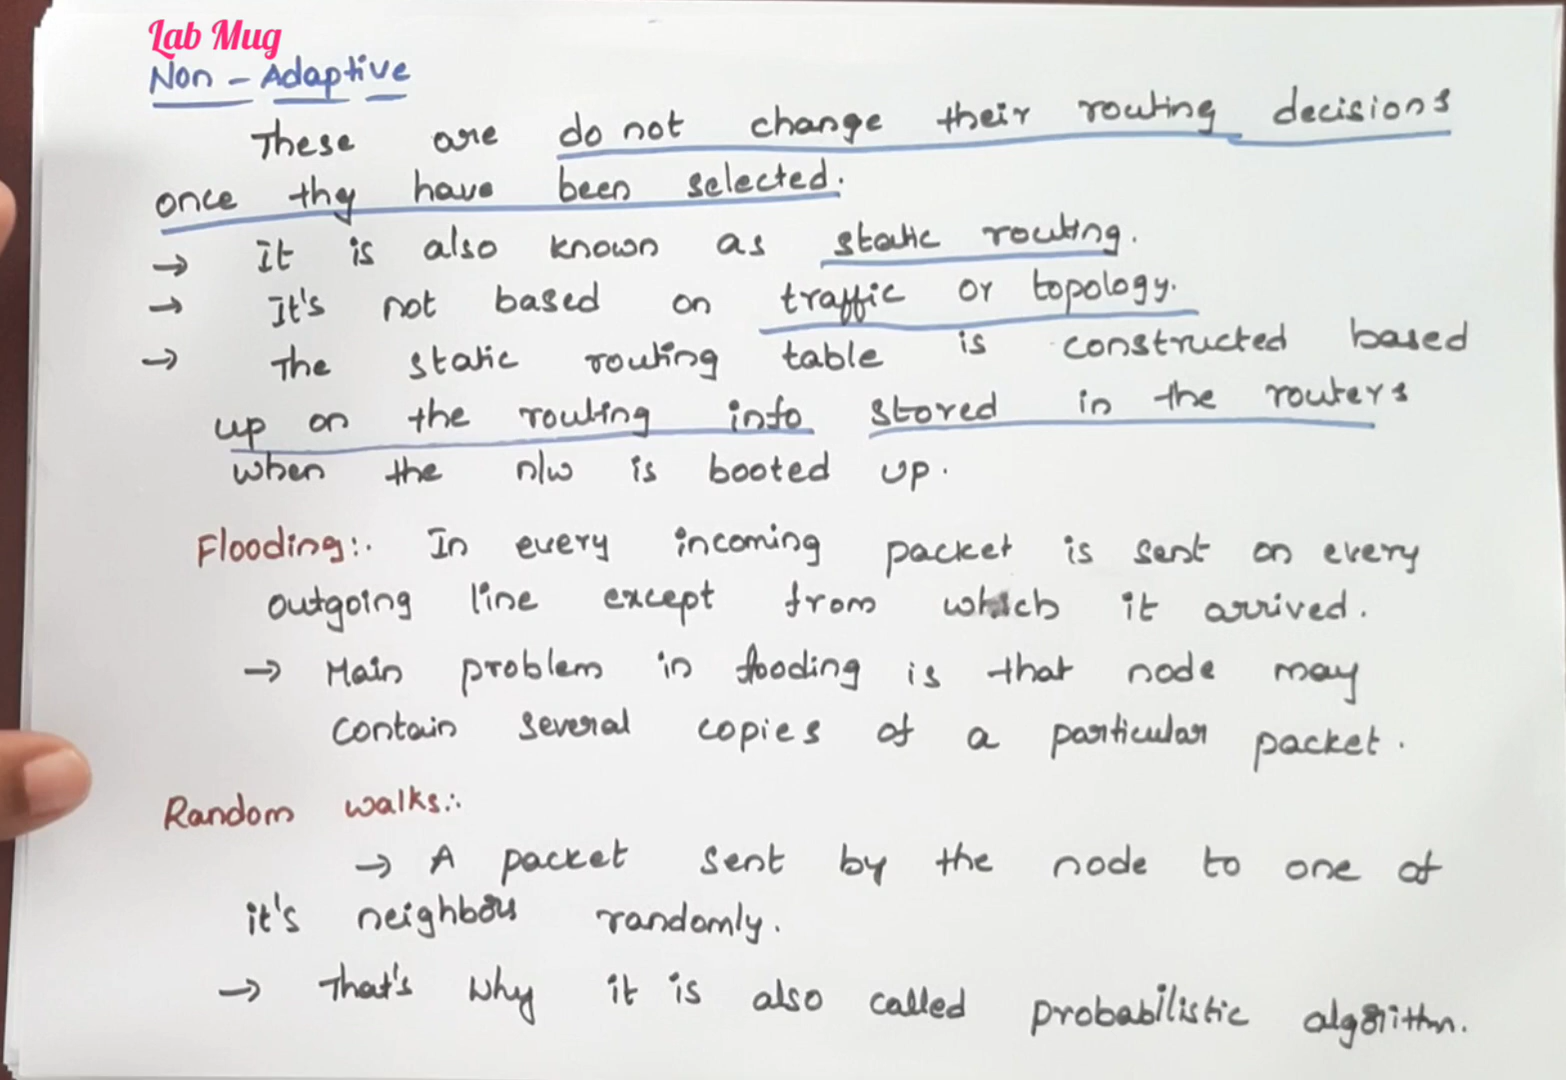 Lab Mug
Non - Adaptive
These are do not change their routing decisions
once thy have been selected.
→ It is also known as static routing.
→ It's not based on traffic or topology.
→ The static routing table is constructed based
up on the routing info stored in the routers
when the n/w is booted up.
Flooding:. In every incoming packet is sent on every
outgoing line except from which it arrived.
→ Main problem in flooding is that node may
contain several copies of a particular packet.
Random walks:.
→ A packet sent by the node to one of
it's neighbour randomly.
→ That's why it is also called probabilistic algorithm.